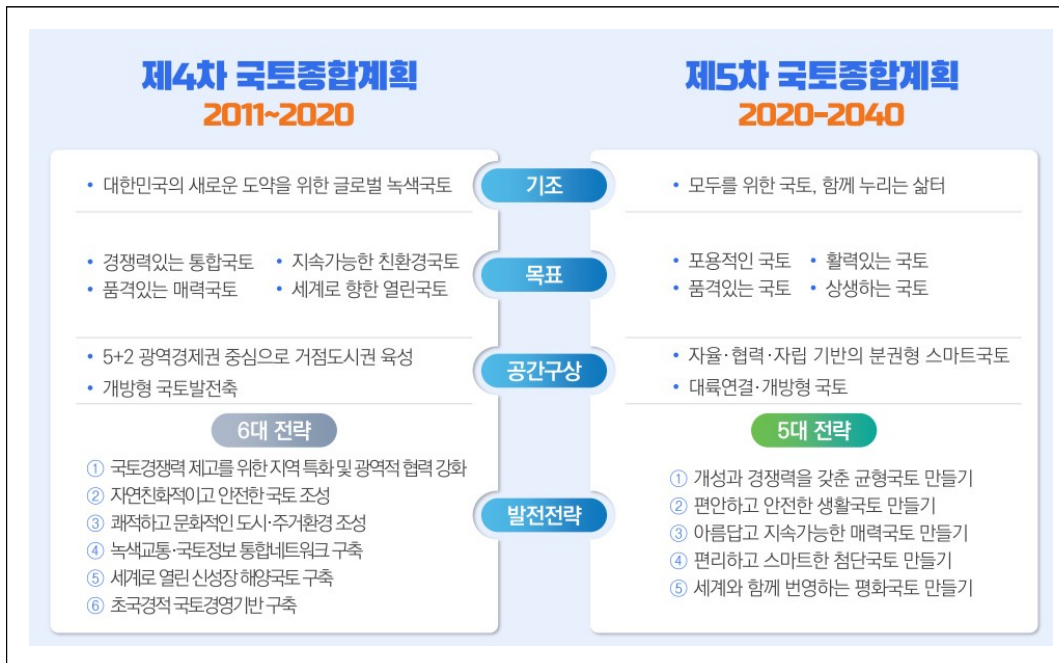 제4차 국토종합계획
2011~2020
제5차 국토종합계획
2020-2040
• 대한민국의 새로운 도약을 위한 글로벌 녹색국토
기조
• 모두를 위한 국토, 함께 누리는 삶터
• 경쟁력있는 통합국토 • 지속가능한 친환경국토
• 품격있는 매력국토 • 세계로 향한 열린국토
목표
• 포용적인 국토 • 활력있는 국토
• 품격있는 국토 • 상생하는 국토
• 5+2 광역경제권 중심으로 거점도시권 육성
• 개방형 국토발전축
공간구상
• 자율·협력·자립 기반의 분권형 스마트국토
• 대륙연결·개방형 국토
6대 전략
① 국토경쟁력 제고를 위한 지역 특화 및 광역적 협력 강화
② 자연친화적이고 안전한 국토 조성
③ 쾌적하고 문화적인 도시·주거환경 조성
④ 녹색교통·국토정보 통합네트워크 구축
⑤ 세계로 열린 신성장 해양국토 구축
⑥ 초국경적 국토경영기반 구축
발전전략
5대 전략
① 개성과 경쟁력을 갖춘 균형국토 만들기
② 편안하고 안전한 생활국토 만들기
③ 아름답고 지속가능한 매력국토 만들기
④ 편리하고 스마트한 첨단국토 만들기
⑤ 세계와 함께 번영하는 평화국토 만들기